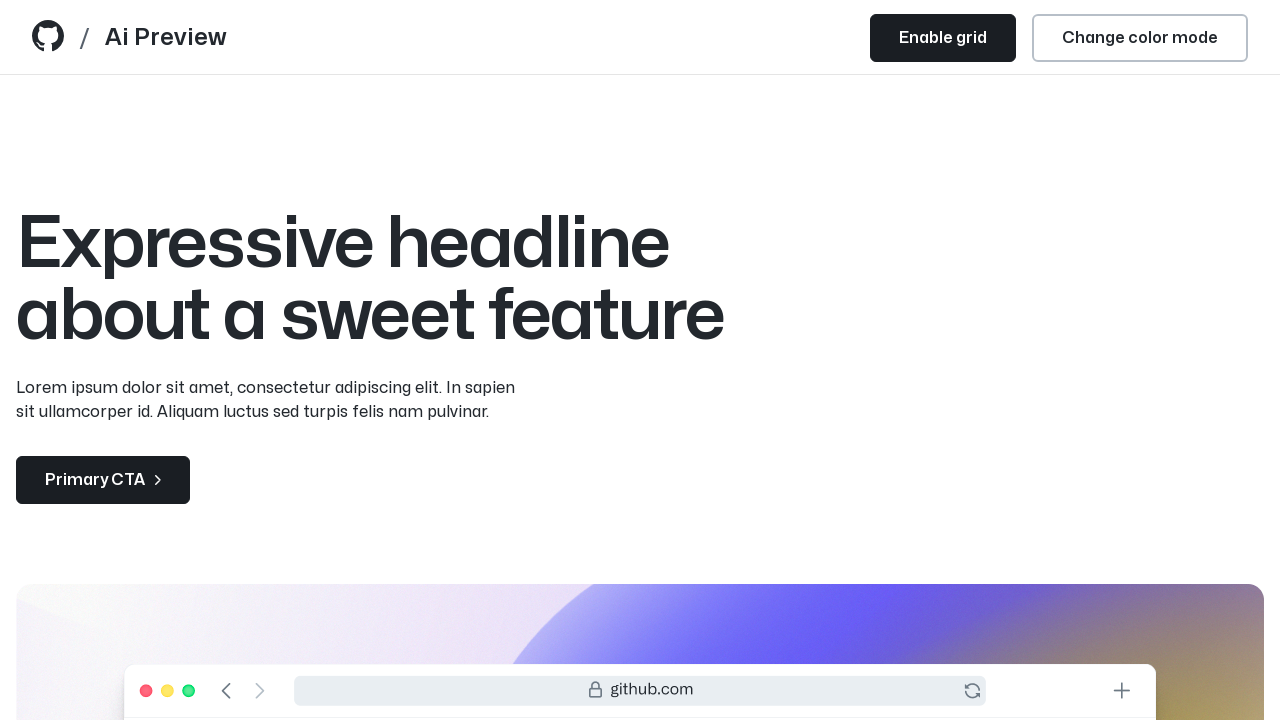 / Ai Preview
Enable grid
Change color mode
Expressive headline
about a sweet feature
Lorem ipsum dolor sit amet, consectetur adipiscing elit. In sapien
sit ullamcorper id. Aliquam luctus sed turpis felis nam pulvinar.
Primary CTA
github.com